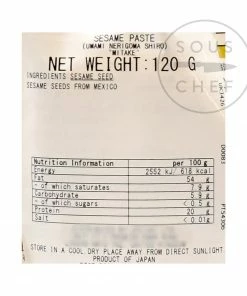 SESAME PASTE
(UMAMI NERIGOMA SHIRO)
"MITAKE"
NET WEIGHT:120 G
INGREDIENTS SESAME SEED
SESAME SEEDS FROM MEXICO
SOUS
CHEF
Nutrition Information per 100g
Energy 2552 kJ/ 618 kcal
Fat 54 g
- of which saturates 7.9 g
Carbohydrate 5.8 g
- of which sugars < 0.5 g
Protein 20 g
Salt < 0.01g
STORE IN A COOL,DRY PLACE AWAY FROM DIRECT SUNLIGHT.
PRODUCT OF JAPAN
00083
PT54306